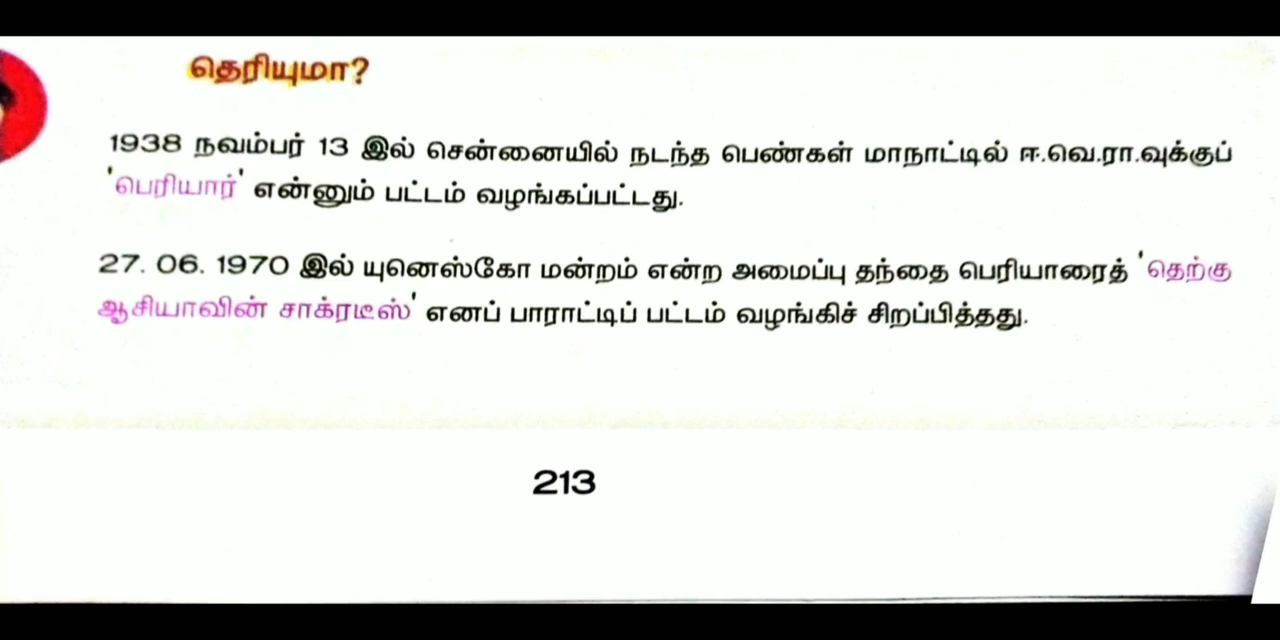 தெரியுமா?
1938 நவம்பர் 13 இல் சென்னையில் நடந்த பெண்கள் மாநாட்டில் ஈ.வெ.ரா.வுக்குப்
'பெரியார்' என்னும் பட்டம் வழங்கப்பட்டது.
27. 06. 1970 இல் யுனெஸ்கோ மன்றம் என்ற அமைப்பு தந்தை பெரியாரைத் 'தெற்கு
ஆசியாவின் சாக்ரடீஸ்' எனப் பாராட்டிப் பட்டம் வழங்கிச் சிறப்பித்தது.
213